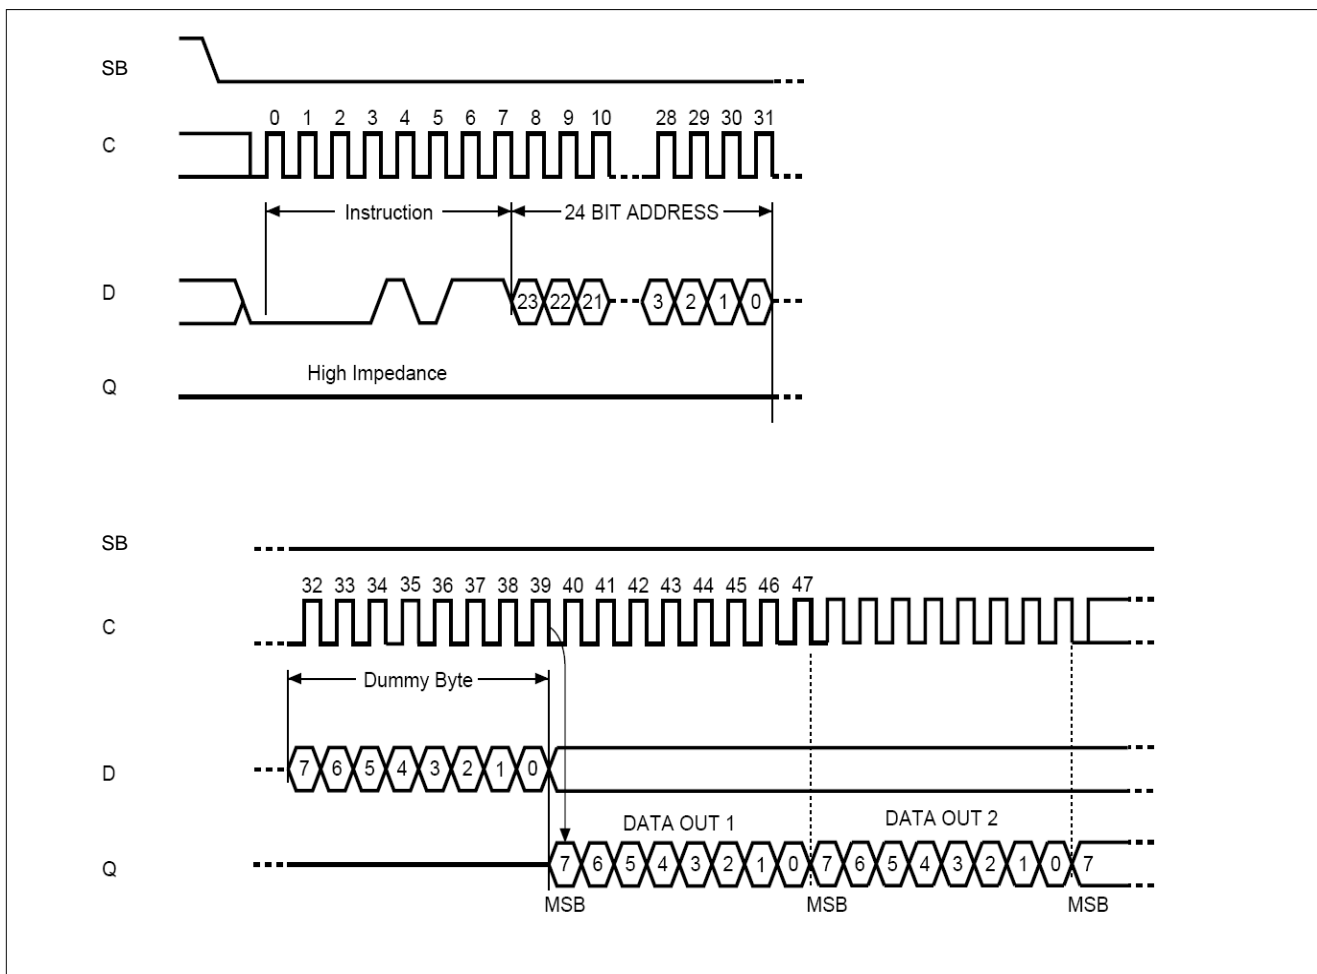 SB
0 1 2 3 4 5 6 7 8 9 10 28 29 30 31
C
Instruction 24 BIT ADDRESS
D
23 22 21 3 2 1 0
High Impedance
Q
SB
32 33 34 35 36 37 38 39 40 41 42 43 44 45 46 47
C
Dummy Byte
D
7 6 5 4 3 2 1 0
DATA OUT 1 DATA OUT 2
Q
7 6 5 4 3 2 1 0 7 6 5 4 3 2 1 0 7
MSB MSB MSB